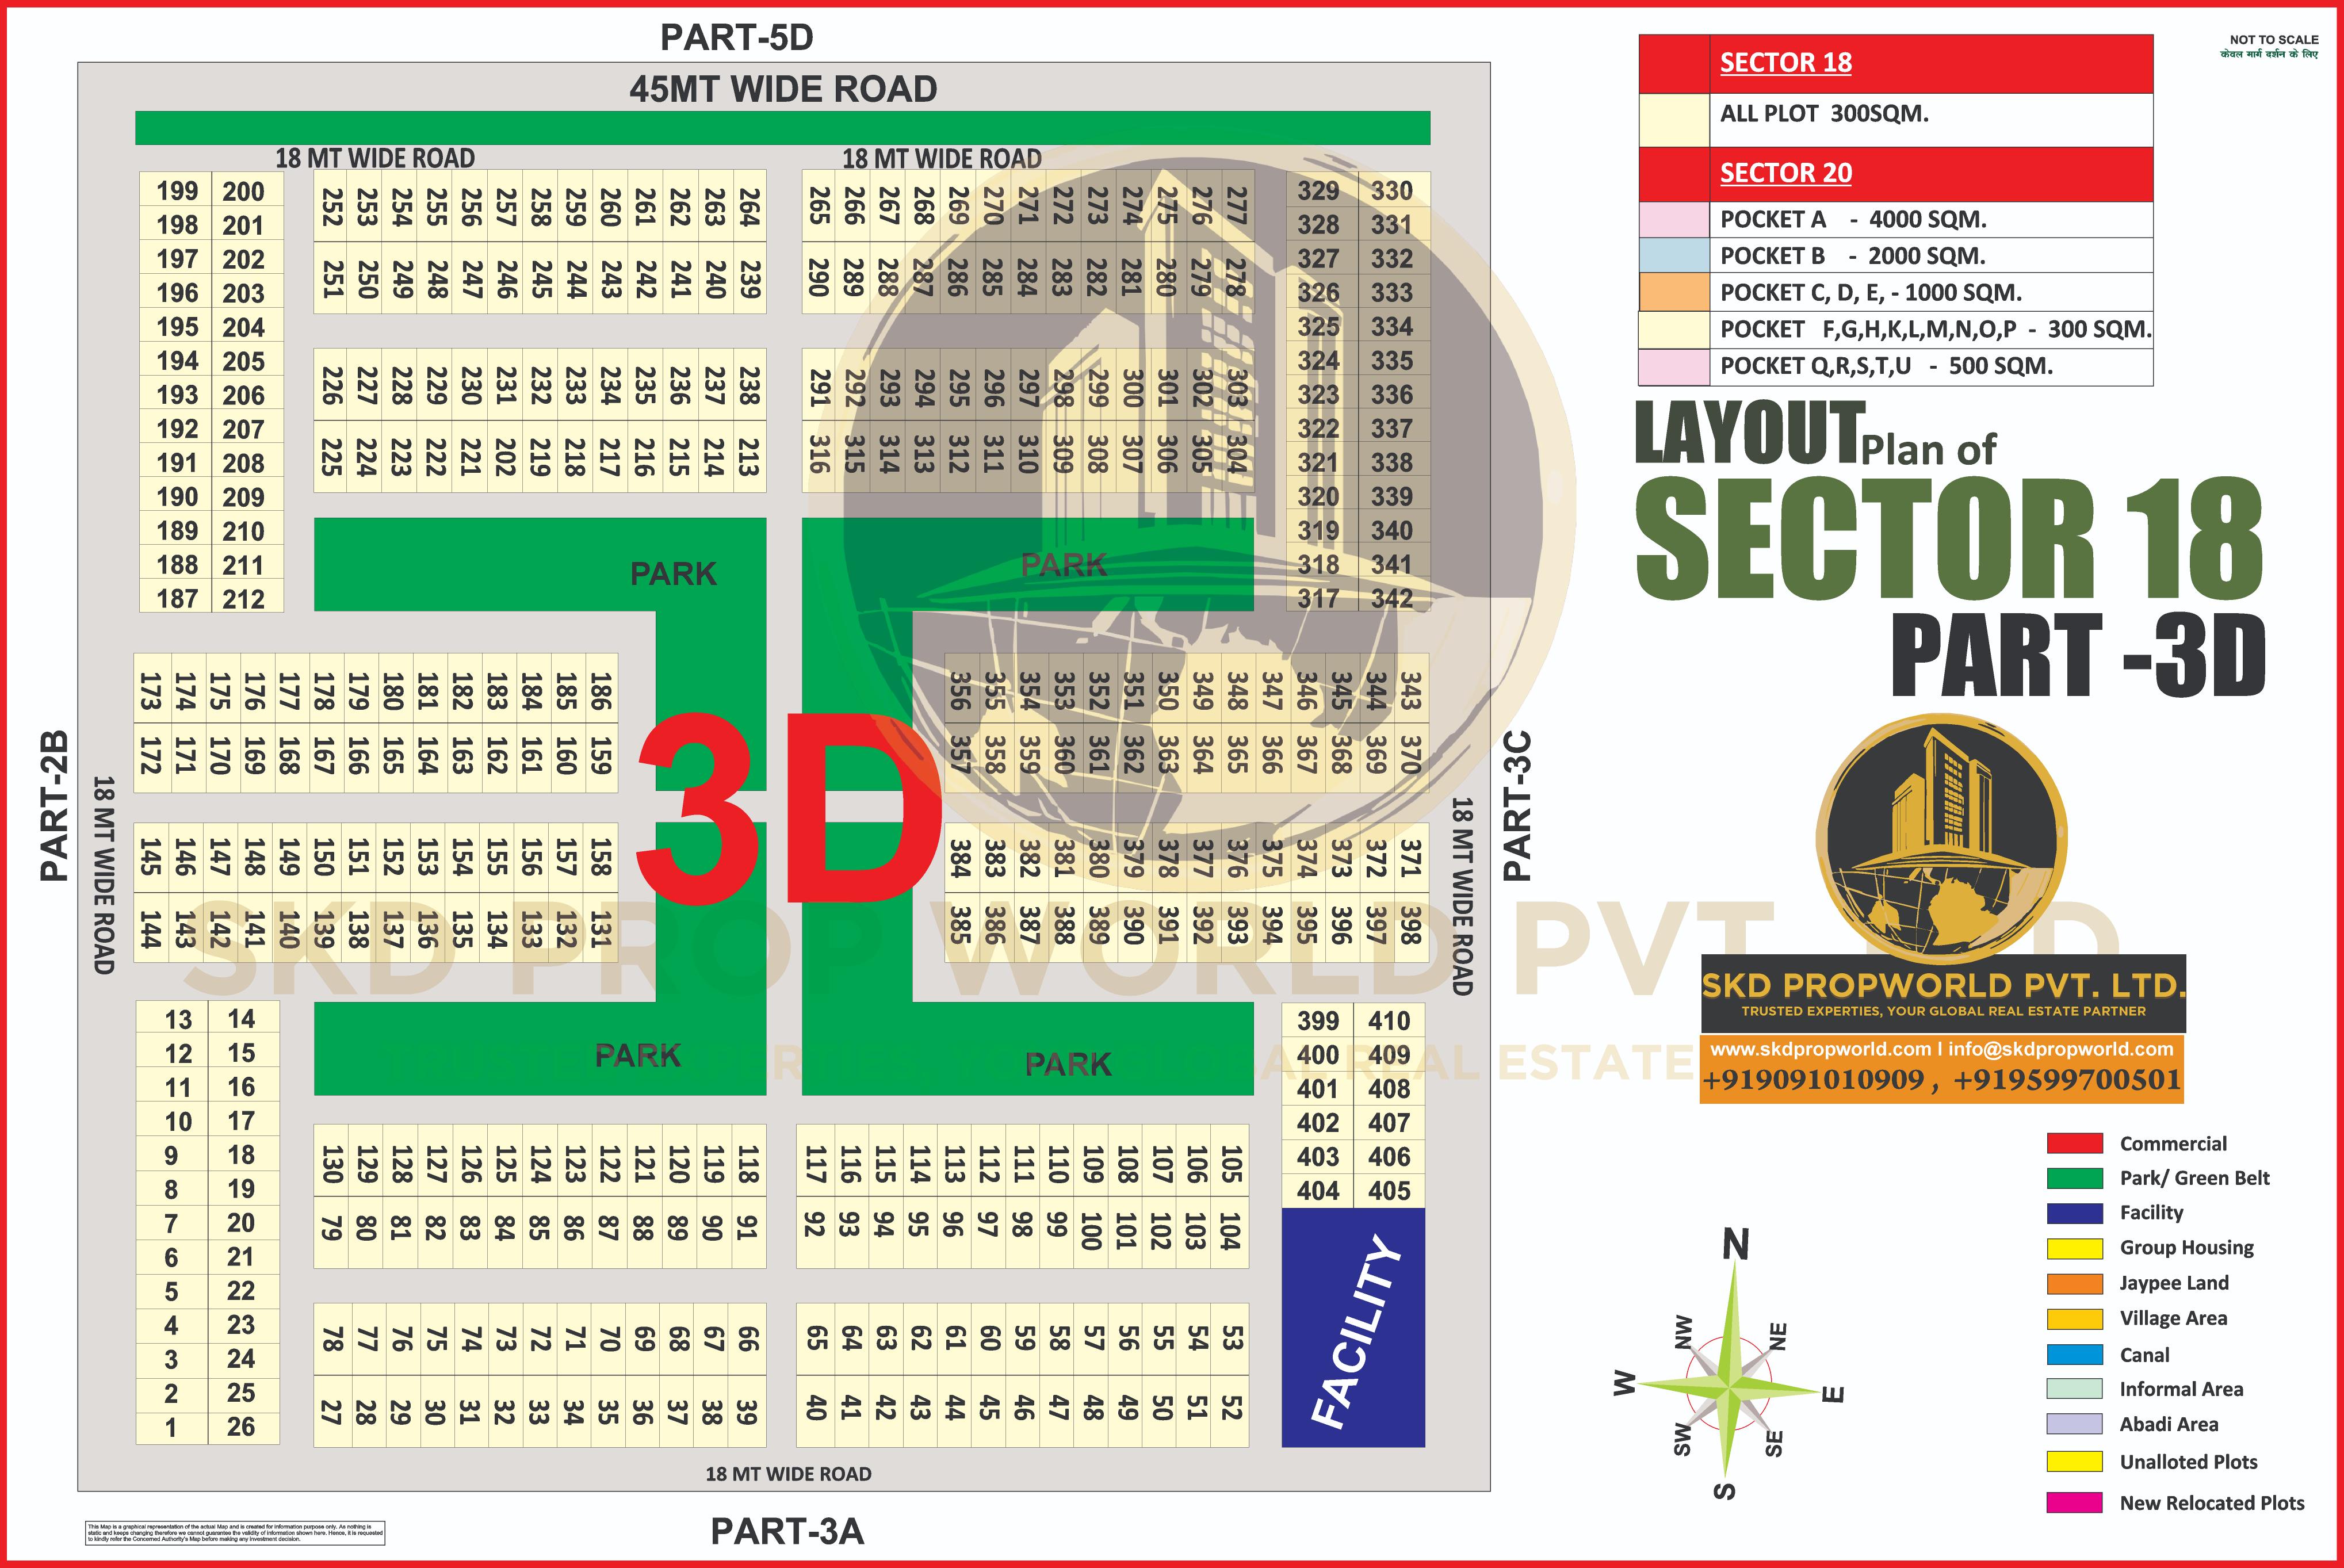 PART-5D
45MT WIDE ROAD
18 MT WIDE ROAD 18 MT WIDE ROAD
199 200
198 201
197 202
196 203
195 204
194 205
193 206
192 207
191 208
190 209
189 210
188 211
187 212
252 253 254 255 256 257 258 259 260 261 262 263 264
251 250 249 248 247 246 245 244 243 242 241 240 239
226 227 228 229 230 231 232 233 234 235 236 237 238
225 224 223 222 221 202 219 218 217 216 215 214 213
265 266 267 268 269 270 271 272 273 274 275 276 277
290 289 288 287 286 285 284 283 282 281 280 279 278
291 292 293 294 295 296 297 298 299 300 301 302 303
316 315 314 313 312 311 310 309 308 307 306 305 304
329 330
328 331
327 332
326 333
325 334
324 335
323 336
322 337
321 338
320 339
319 340
318 341
317 342
PARK
PARK
173 174 175 176 177 178 179 180 181 182 183 184 185 186
172 171 170 169 168 167 166 165 164 163 162 161 160 159
145 146 147 148 149 150 151 152 153 154 155 156 157 158
144 143 142 141 140 139 138 137 136 135 134 133 132 131
3D
356 355 354 353 352 351 350 349 348 347 346 345 344 343
357 358 359 360 361 362 363 364 365 366 367 368 369 370
384 383 382 381 380 379 378 377 376 375 374 373 372 371
385 386 387 388 389 390 391 392 393 394 395 396 397 398
PART-2B
18 MT WIDE ROAD
18 MT WIDE ROAD
PART-3C
SKD PROP WORLD PVT
13 14
12 15
11 16
10 17
9 18
8 19
7 20
6 21
5 22
4 23
3 24
2 25
1 26
PARK
PARK
REAL ESTATE
130 129 128 127 126 125 124 123 122 121 120 119 118
79 80 81 82 83 84 85 86 87 88 89 90 91
78 77 76 75 74 73 72 71 70 69 68 67 66
27 28 29 30 31 32 33 34 35 36 37 38 39
117 116 115 114 113 112 111 110 109 108 107 106 105
92 93 94 95 96 97 98 99 100 101 102 103 104
65 64 63 62 61 60 59 58 57 56 55 54 53
40 41 42 43 44 45 46 47 48 49 50 51 52
399 410
400 409
401 408
402 407
403 406
404 405
FACILITY
18 MT WIDE ROAD
PART-3A
This Map is a graphical representation of the actual Map and is created for information purpose only. As nothing is
static and keeps changing therefore we cannot guarantee the validity of information shown here. Hence, it is requested
to kindly refer the Concerned Authority's Map before making any investment decision.
NOT TO SCALE
केवल मार्ग दर्शन के लिए
SECTOR 18
ALL PLOT 300SQM.
SECTOR 20
POCKET A - 4000 SQM.
POCKET B - 2000 SQM.
POCKET C, D, E, - 1000 SQM.
POCKET F,G,H,K,L,M,N,O,P - 300 SQM.
POCKET Q,R,S,T,U - 500 SQM.
LAYOUT Plan of
SECTOR 18
PART -3D
SKD PROPWORLD PVT. LTD.
TRUSTED EXPERTIES, YOUR GLOBAL REAL ESTATE PARTNER
www.skdpropworld.com I info@skdpropworld.com
+919091010909 , +919599700501
Commercial
Park/ Green Belt
Facility
Group Housing
Jaypee Land
Village Area
Canal
Informal Area
Abadi Area
Unalloted Plots
New Relocated Plots
N
NW NE
W E
SW SE
S